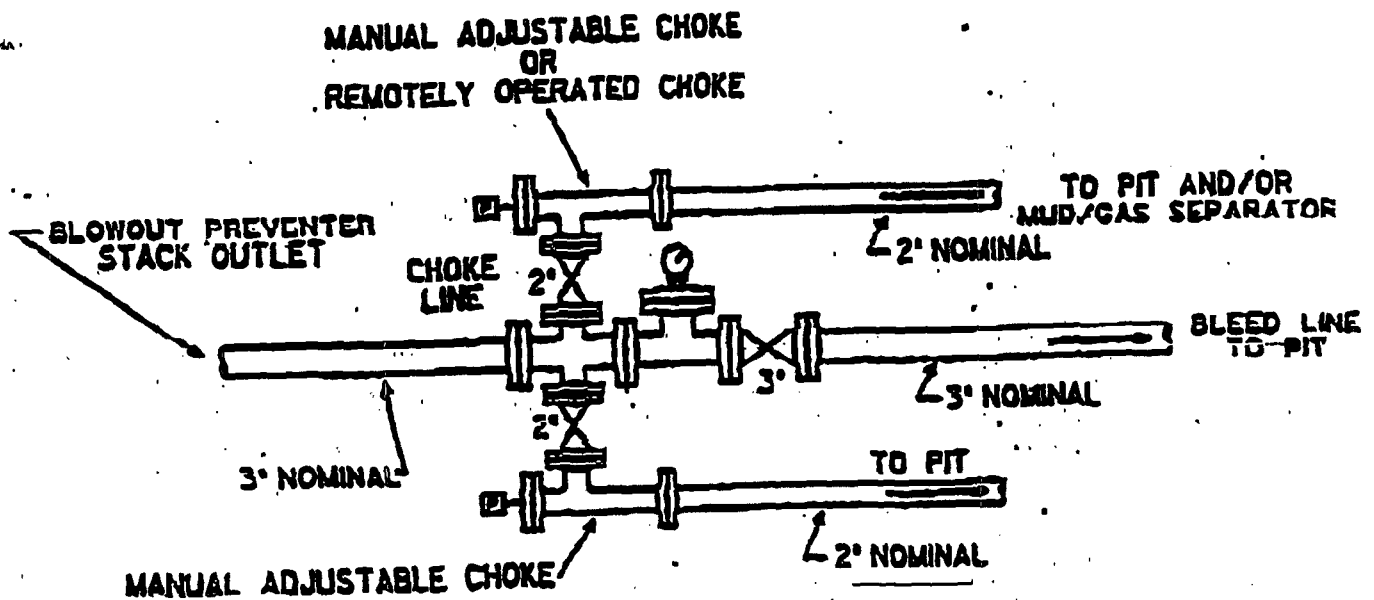 MANUAL ADJUSTABLE CHOKE
OR
REMOTELY OPERATED CHOKE
TO PIT AND/OR
MUD/GAS SEPARATOR
2" NOMINAL
BLOWOUT PREVENTER
STACK OUTLET
CHOKE
LINE
2"
BLEED LINE
TO PIT
3"
3" NOMINAL
2"
3" NOMINAL
TO PIT
2" NOMINAL
MANUAL ADJUSTABLE CHOKE